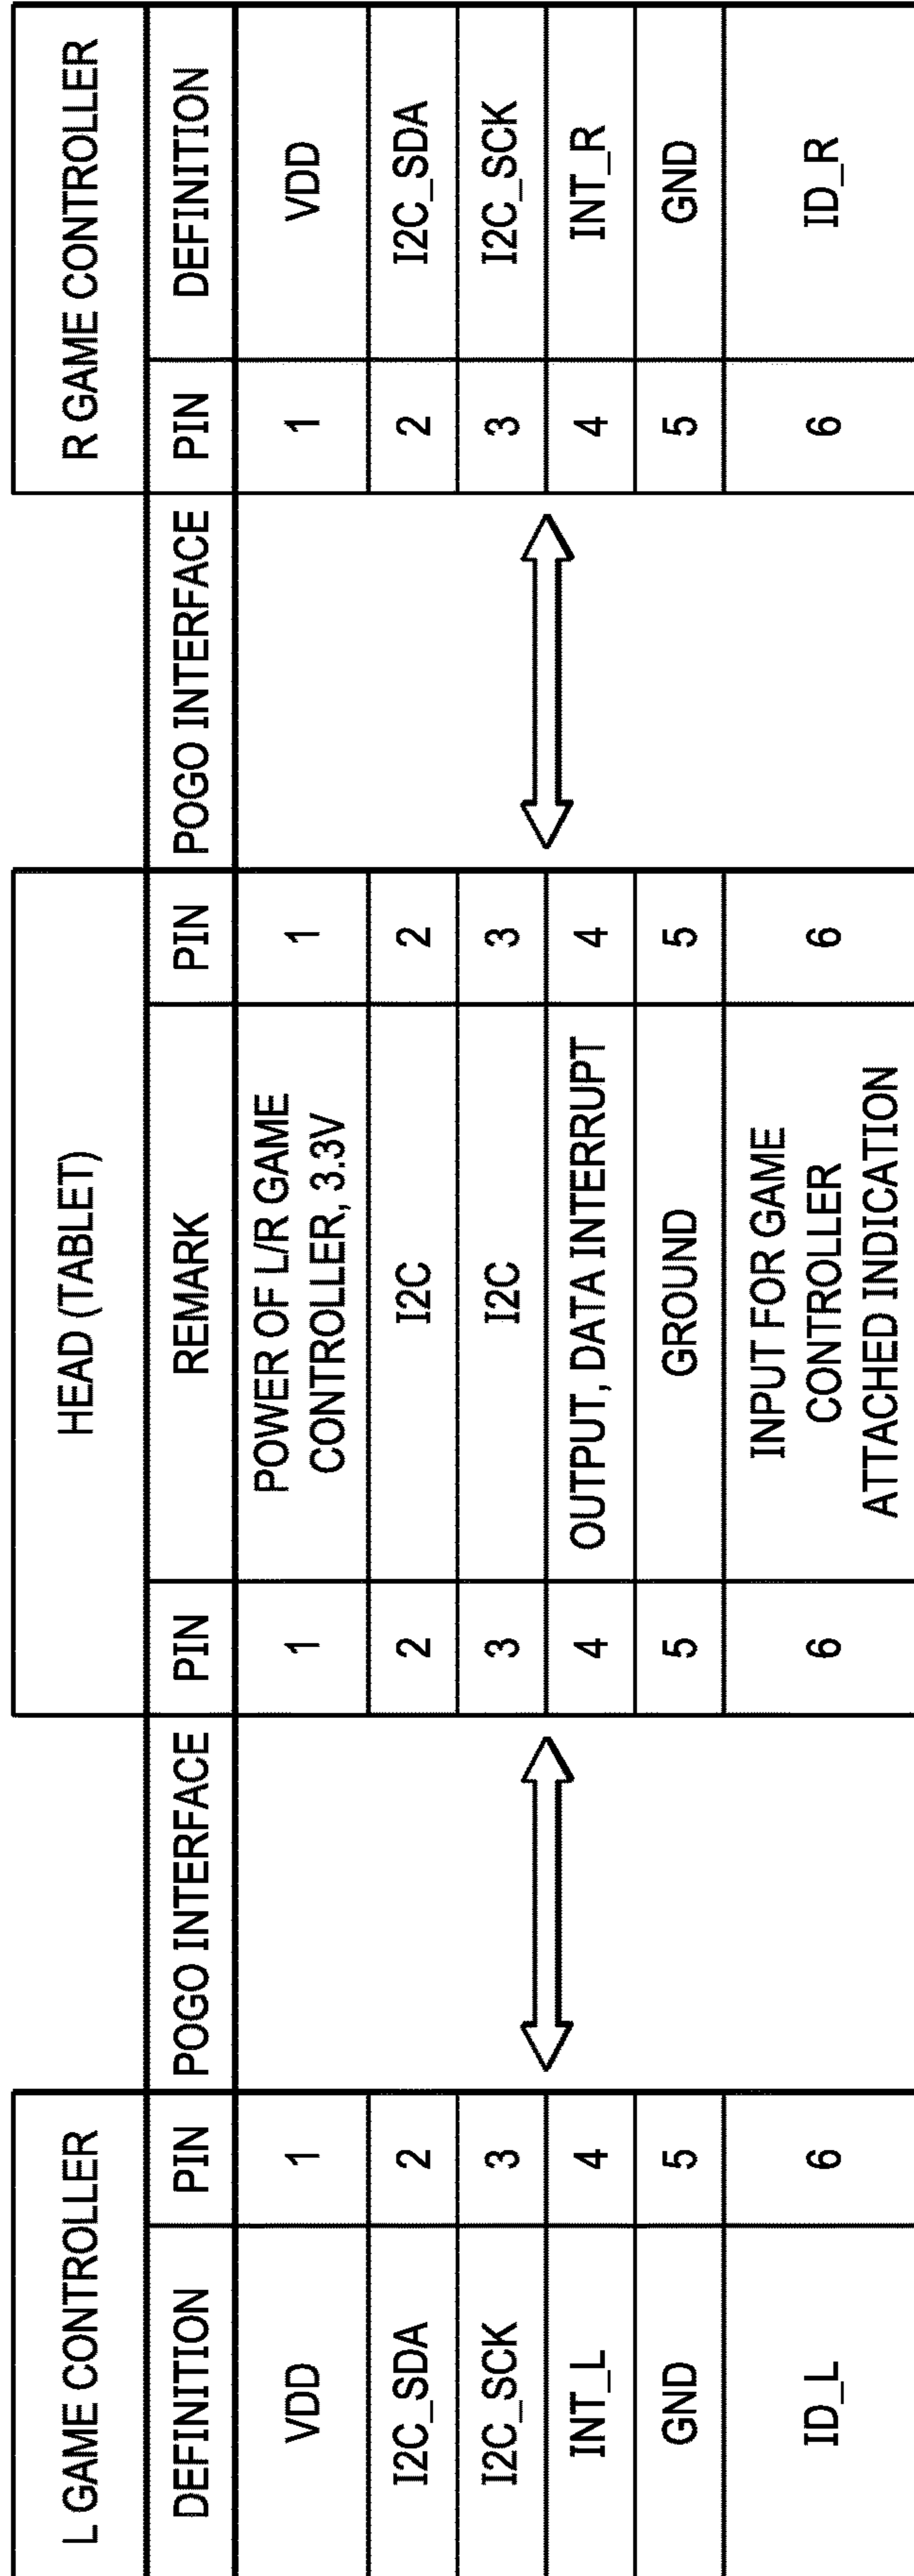 L GAME CONTROLLER HEAD (TABLET) R GAME CONTROLLER
DEFINITION PIN POGO INTERFACE PIN REMARK PIN POGO INTERFACE PIN DEFINITION
VDD 1 1 POWER OF L/R GAME 1 1 VDD
CONTROLLER, 3.3V
I2C_SDA 2 2 I2C 2 2 I2C_SDA
I2C_SCK 3 3 I2C 3 3 I2C_SCK
INT_L 4 4 OUTPUT, DATA INTERRUPT 4 4 INT_R
GND 5 5 GROUND 5 5 GND
ID_L 6 6 INPUT FOR GAME 6 6 ID_R
CONTROLLER
ATTACHED INDICATION